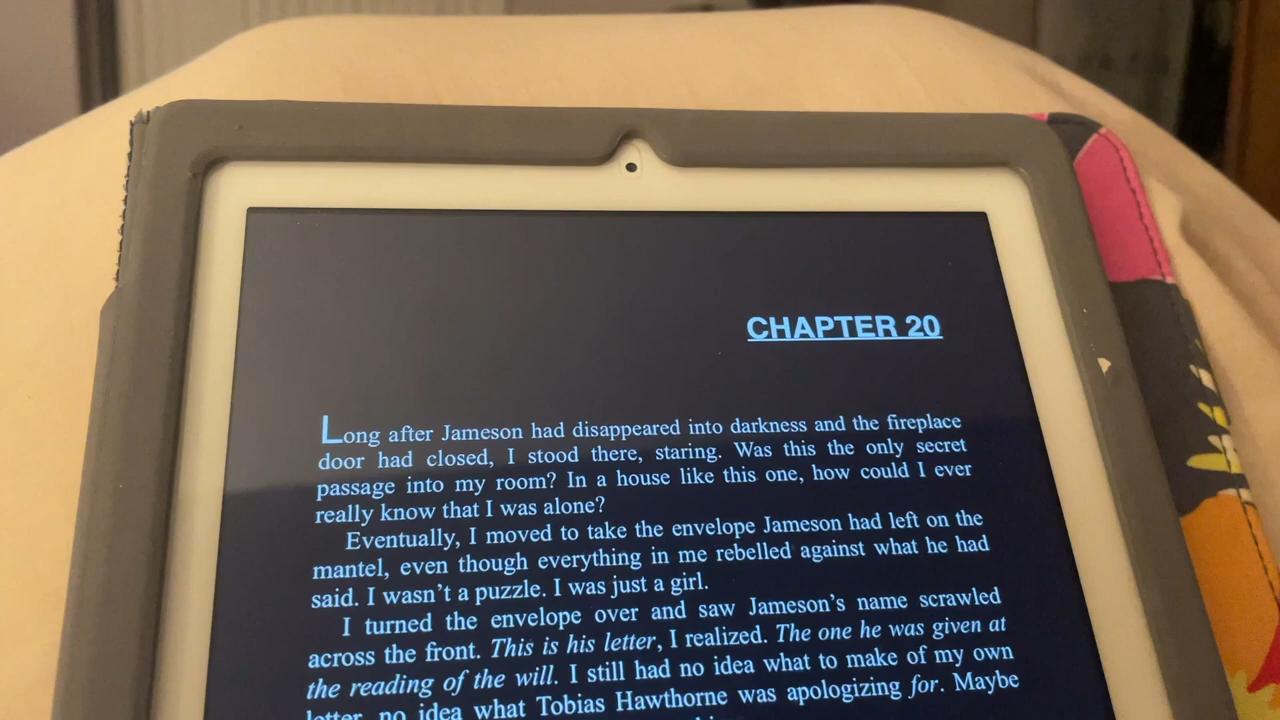 CHAPTER 20
Long after Jameson had disappeared into darkness and the fireplace
door had closed, I stood there, staring. Was this the only secret
passage into my room? In a house like this one, how could I ever
really know that I was alone?
Eventually, I moved to take the envelope Jameson had left on the
mantel, even though everything in me rebelled against what he had
said. I wasn’t a puzzle. I was just a girl.
I turned the envelope over and saw Jameson’s name scrawled
across the front. This is his letter, I realized. The one he was given at
the reading of the will. I still had no idea what to make of my own
letter, no idea what Tobias Hawthorne was apologizing for. Maybe